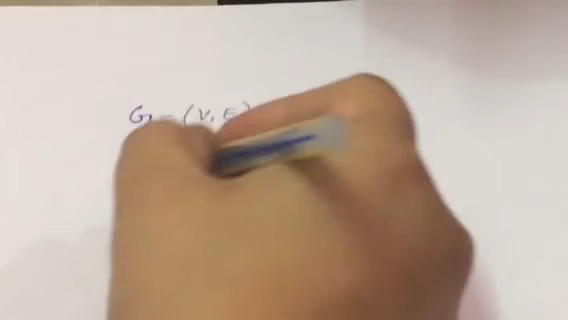 G = (V, E)